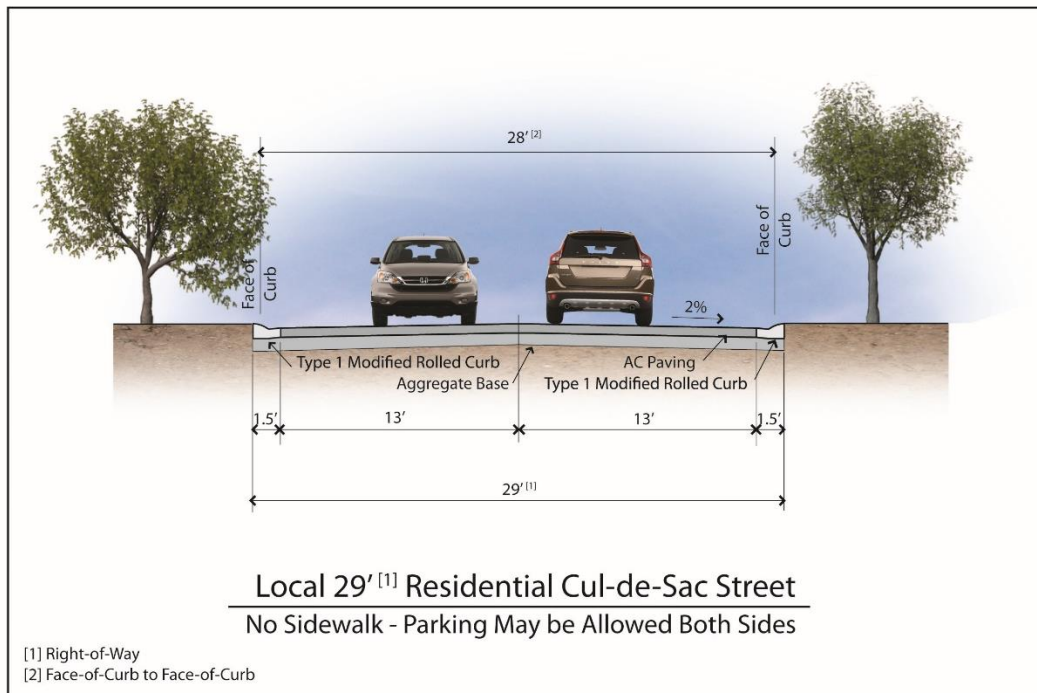 28' [2]
Face of
Curb
Face of
Curb
2%
Type 1 Modified Rolled Curb
AC Paving
Aggregate Base
Type 1 Modified Rolled Curb
1.5'
13'
13'
1.5'
29' [1]
Local 29' [1] Residential Cul-de-Sac Street
No Sidewalk - Parking May be Allowed Both Sides
[1] Right-of-Way
[2] Face-of-Curb to Face-of-Curb